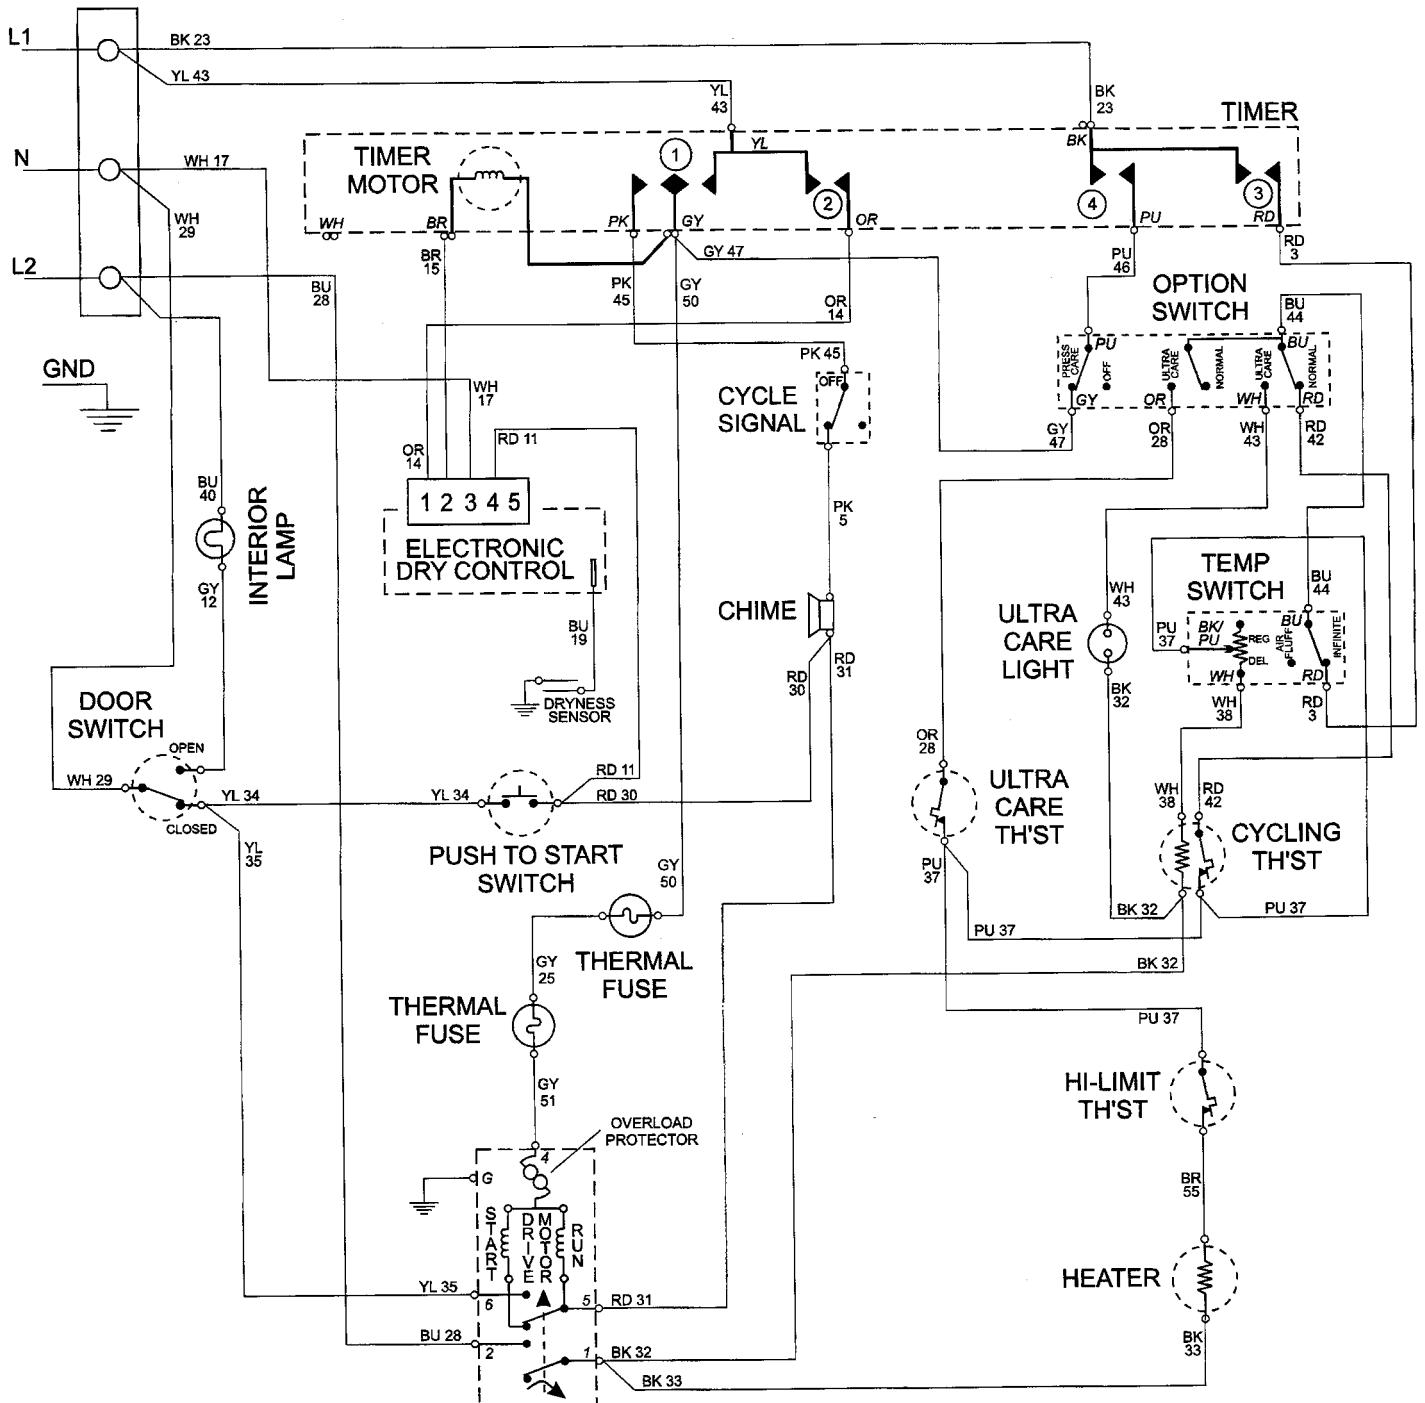 L1
BK 23
YL 43
YL
43
BK
23
TIMER
N
WH 17
TIMER
MOTOR
1
YL
BK
2
4
3
WH
29
WH
BR
PK
GY
OR
PU
RD
L2
BU
28
BR
15
PK
45
GY
50
GY 47
OR
14
PU
46
RD
3
OPTION
SWITCH
BU
44
GND
WH
17
PK 45
CYCLE
SIGNAL
OFF
PRESS
CARE
PU
OFF
GY
ULTRA
CARE
NORMAL
OR
ULTRA
CARE
BU
NORMAL
WH
RD
GY
47
OR
28
WH
43
RD
42
OR
14
RD 11
BU
40
1 2 3 4 5
PK
5
INTERIOR
LAMP
ELECTRONIC
DRY CONTROL
GY
12
CHIME
TEMP
SWITCH
BU
44
WH
43
ULTRA
CARE
LIGHT
PU
37
BK/
PU
REG
DEL
WH
BU
AIR
FLUFF
INFINITE
RD
BU
19
RD
30
RD
31
DRYNESS
SENSOR
BK
32
WH
38
RD
3
DOOR
SWITCH
OPEN
WH 29
YL 34
CLOSED
YL
35
YL 34
RD 11
RD 30
PUSH TO START
SWITCH
OR
28
ULTRA
CARE
TH'ST
PU
37
WH
38
RD
42
CYCLING
TH'ST
GY
50
BK 32
PU 37
PU 37
BK 32
THERMAL
FUSE
GY
25
THERMAL
FUSE
PU 37
GY
51
HI-LIMIT
TH'ST
OVERLOAD
PROTECTOR
4
G
START
DRIVE
MOTOR
RUN
BR
55
HEATER
YL 35
6
5
RD 31
BU 28
2
1
BK 32
BK
33
BK 33